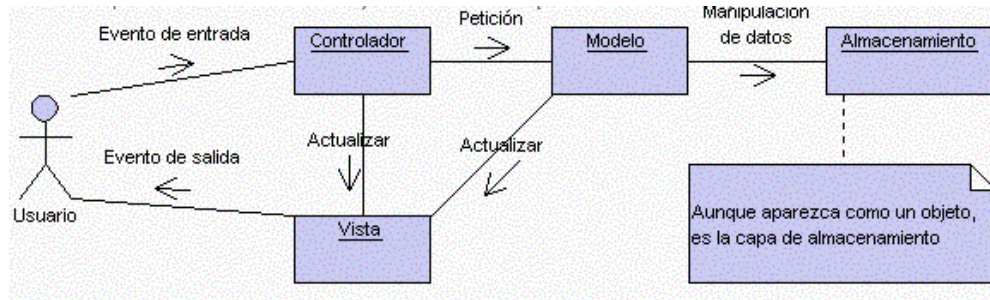 Petición
Manipulacion
de datos
Evento de entrada
Controlador
Modelo
Almacenamiento
Actualizar
Actualizar
Evento de salida
Usuario
Vista
Aunque aparezca como un objeto,
es la capa de almacenamiento